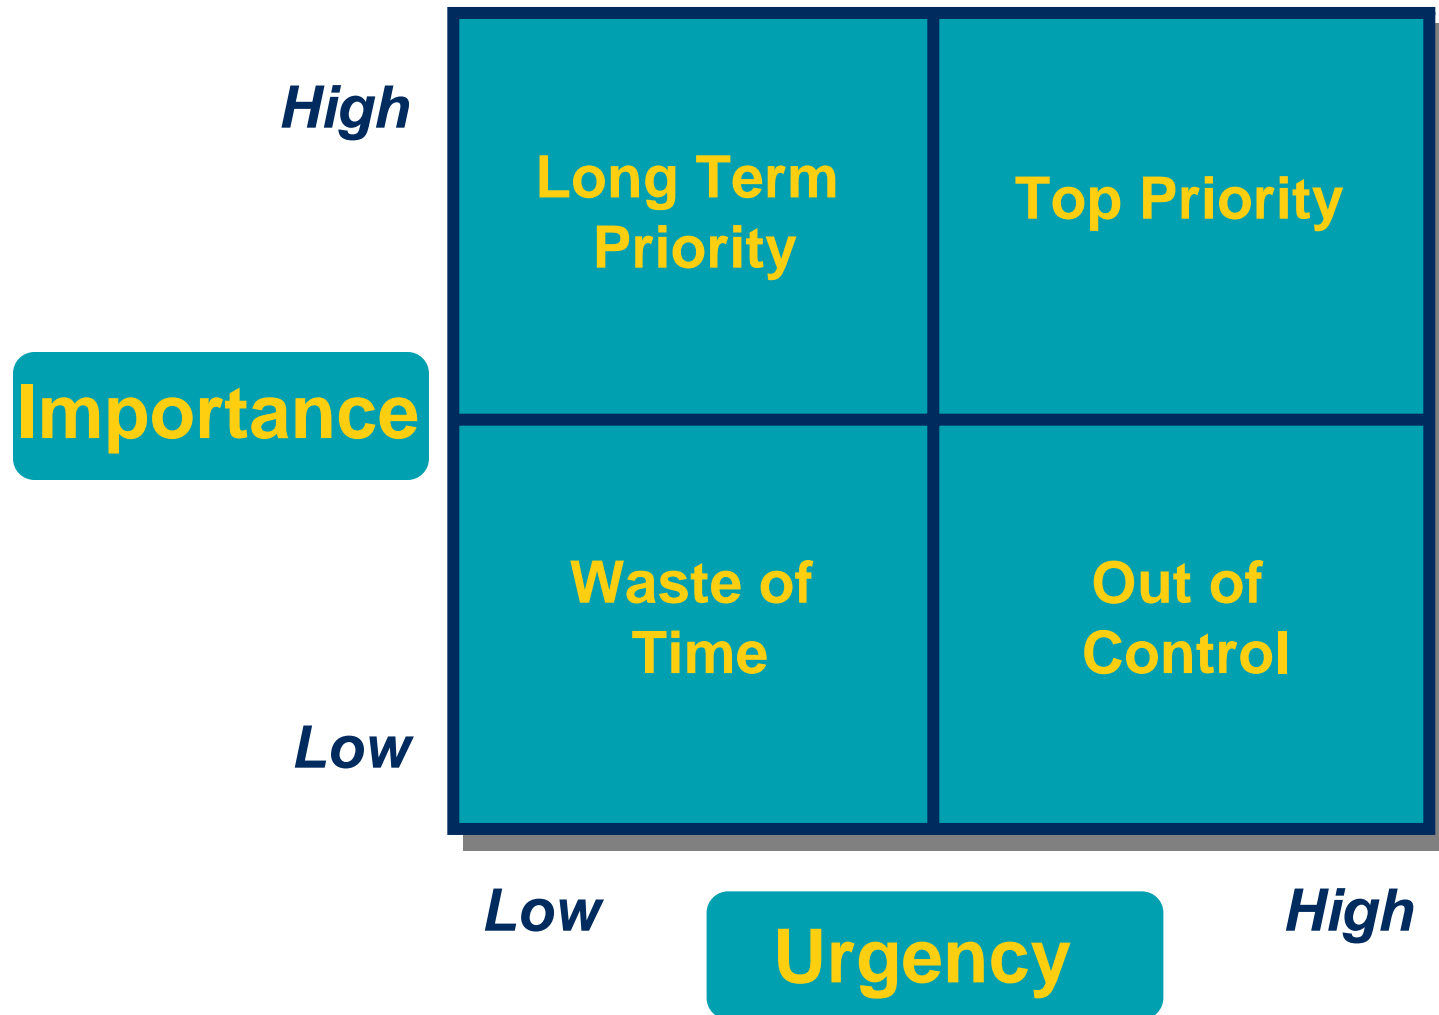 High
Long Term
Priority
Top Priority
Importance
Waste of
Time
Out of
Control
Low
Low
High
Urgency